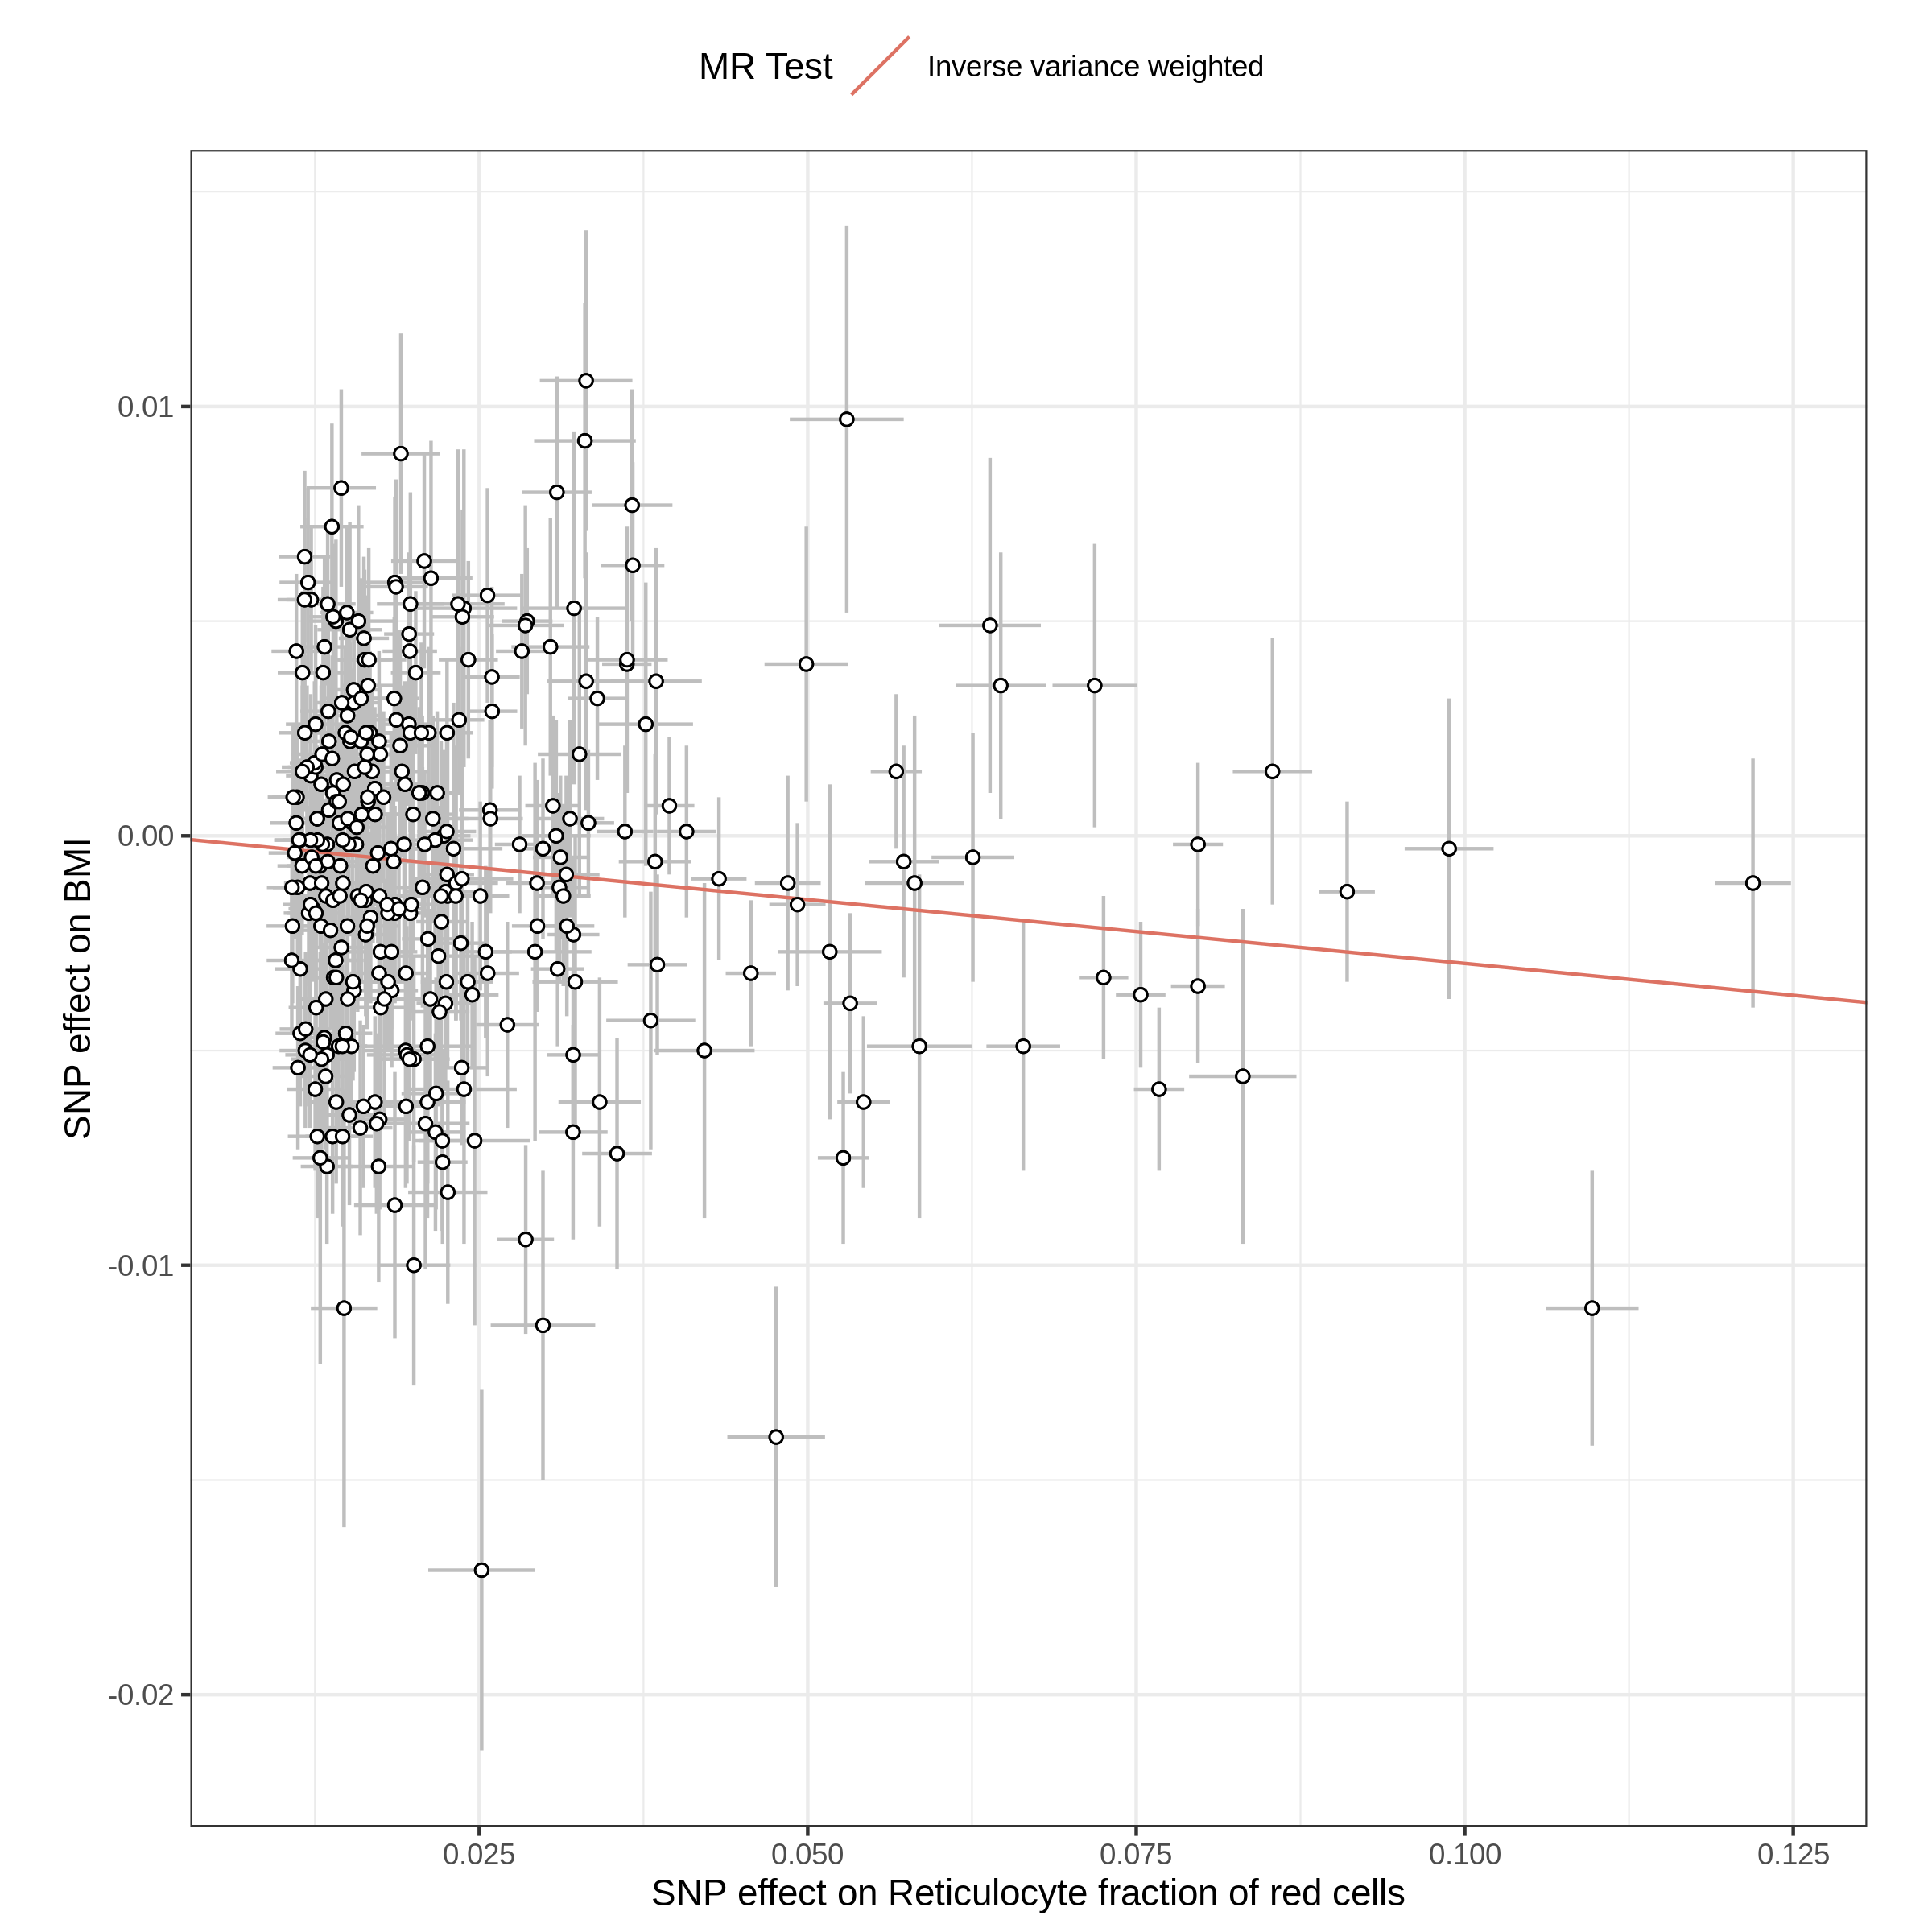 MR Test
Inverse variance weighted
SNP effect on BMI
0.01
0.00
-0.01
-0.02
0.025
0.050
0.075
0.100
0.125
SNP effect on Reticulocyte fraction of red cells